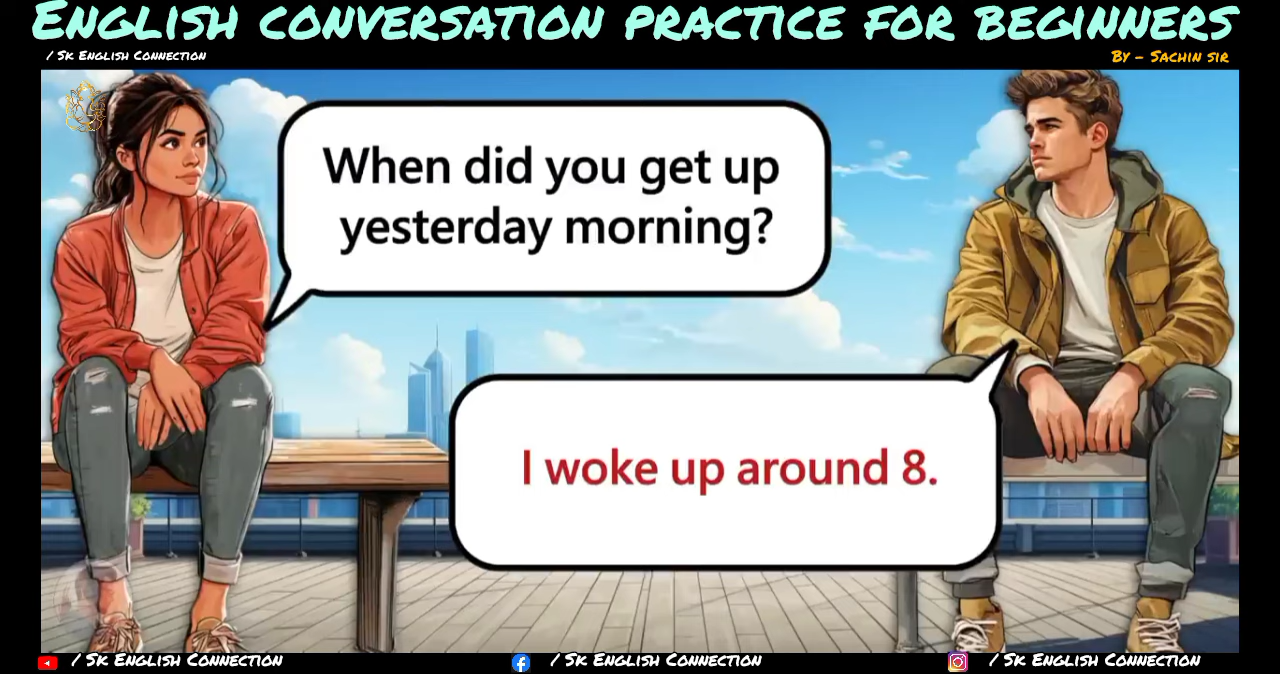 English conversation practice for beginners
/ Sk English Connection
By - Sachin sir
When did you get up
yesterday morning?
I woke up around 8.
/ Sk English Connection
/ Sk English Connection
/ Sk English Connection